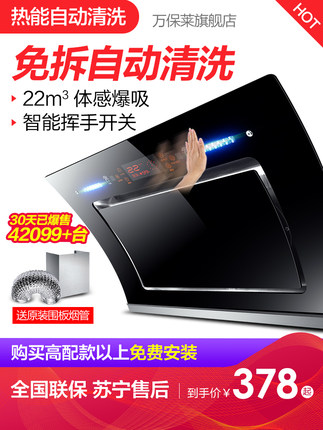 热能自动清洗
万保莱旗舰店
HOT
免拆自动清洗
22m³ 体感爆吸
智能挥手开关
30天已爆售
42099+台
送原装围板烟管
购买高配款以上免费安装
全国联保 苏宁售后
到手价¥378起